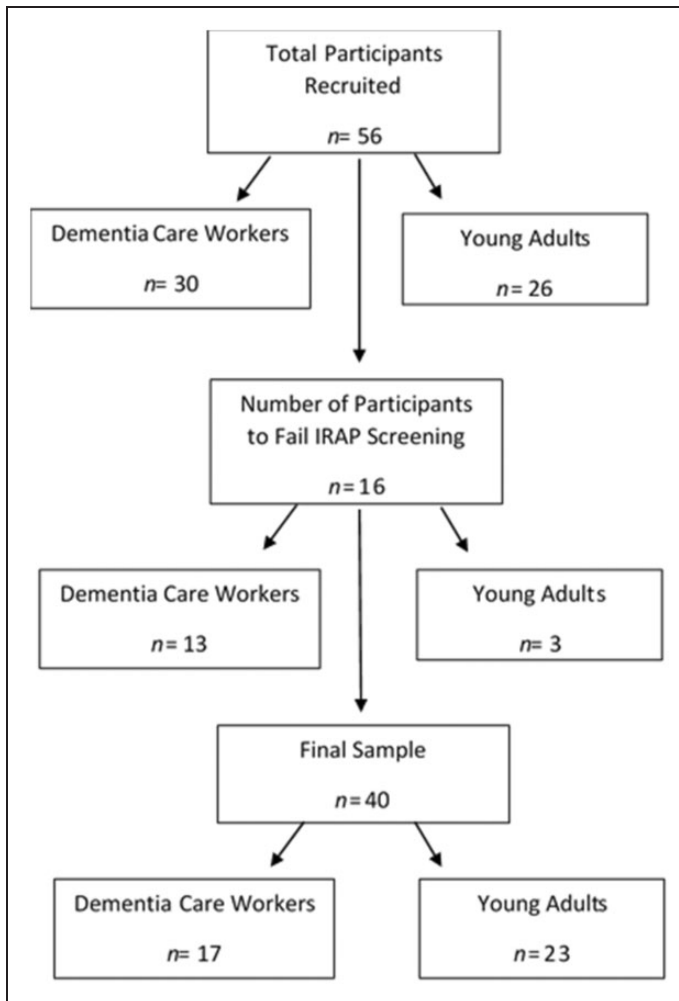 Total Participants
Recruited
n= 56
Dementia Care Workers
n= 30
Young Adults
n= 26
Number of Participants
to Fail IRAP Screening
n=16
Dementia Care Workers
n= 13
Young Adults
n= 3
Final Sample
n=40
Dementia Care Workers
n= 17
Young Adults
n=23